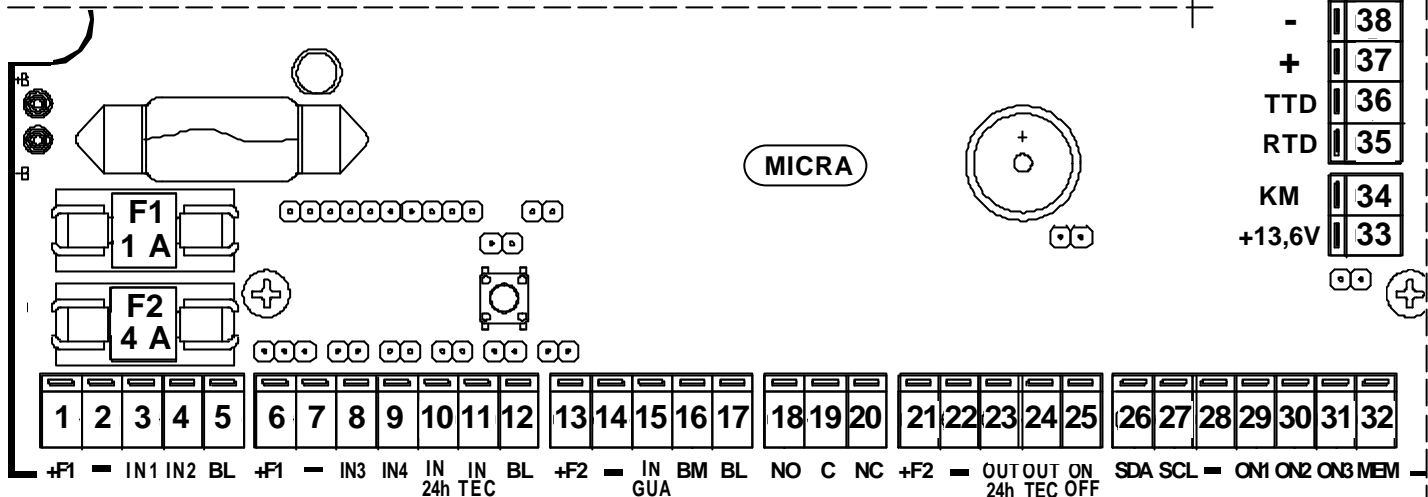 - 38
+ 37
TTD 36
RTD 35
KM 34
+13,6V 33
+B
-B
MICRA
+
F1
1 A
F2
4 A
1 2 3 4 5 6 7 8 9 10 11 12 13 14 15 16 17 18 19 20 21 22 23 24 25 26 27 28 29 30 31 32
+F1 - IN1 IN2 BL +F1 - IN3 IN4 IN 24h IN TEC BL +F2 - IN GUA BM BL NO C NC +F2 - OUT 24h OUT TEC ON OFF SDA SCL - ON1 ON2 ON3 MEM